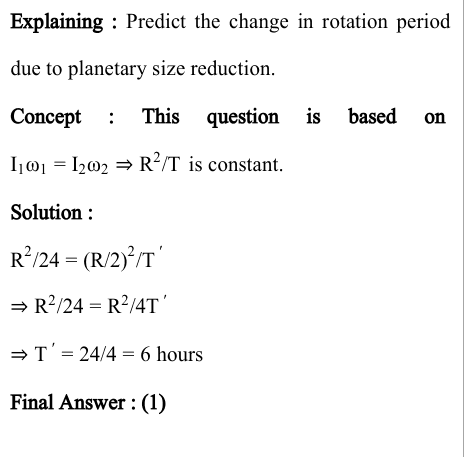 Explaining : Predict the change in rotation period
due to planetary size reduction.
Concept : This question is based on
I₁ω₁ = I₂ω₂ ⇒ R²/T is constant.
Solution :
R²/24 = (R/2)²/T′
⇒ R²/24 = R²/4T′
⇒ T′ = 24/4 = 6 hours
Final Answer : (1)